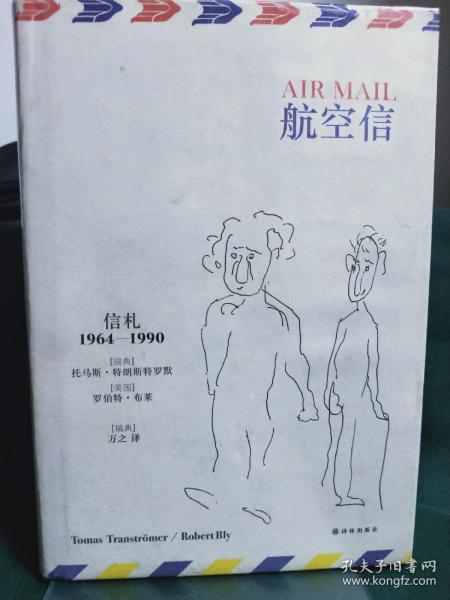 AIR MAIL
航空信
信札
1964—1990
[瑞典]
托马斯·特朗斯特罗默
[美国]
罗伯特·布莱
[瑞典]
万之 译
Tomas Tranströmer / Robert Bly
译林出版社
孔夫子旧书网
www.kongfz.com